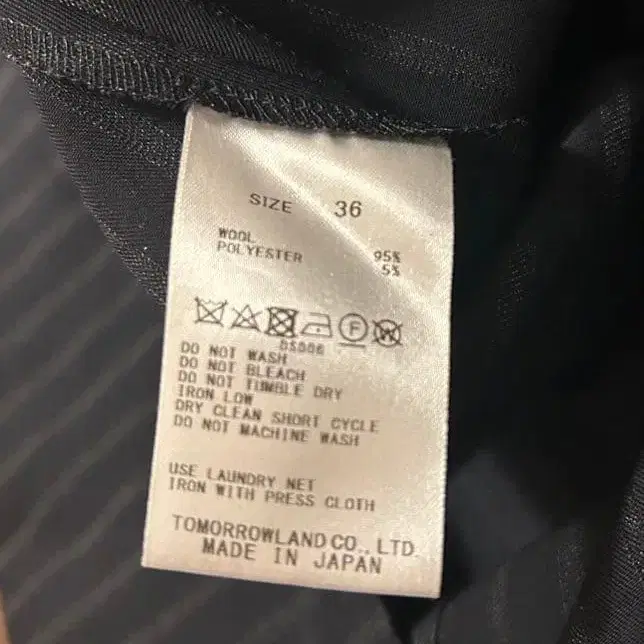 SIZE 36
WOOL 95%
POLYESTER 5%
DS006
DO NOT WASH
DO NOT BLEACH
DO NOT TUMBLE DRY
IRON LOW
DRY CLEAN SHORT CYCLE
DO NOT MACHINE WASH
USE LAUNDRY NET
IRON WITH PRESS CLOTH
TOMORROWLAND CO., LTD.
MADE IN JAPAN